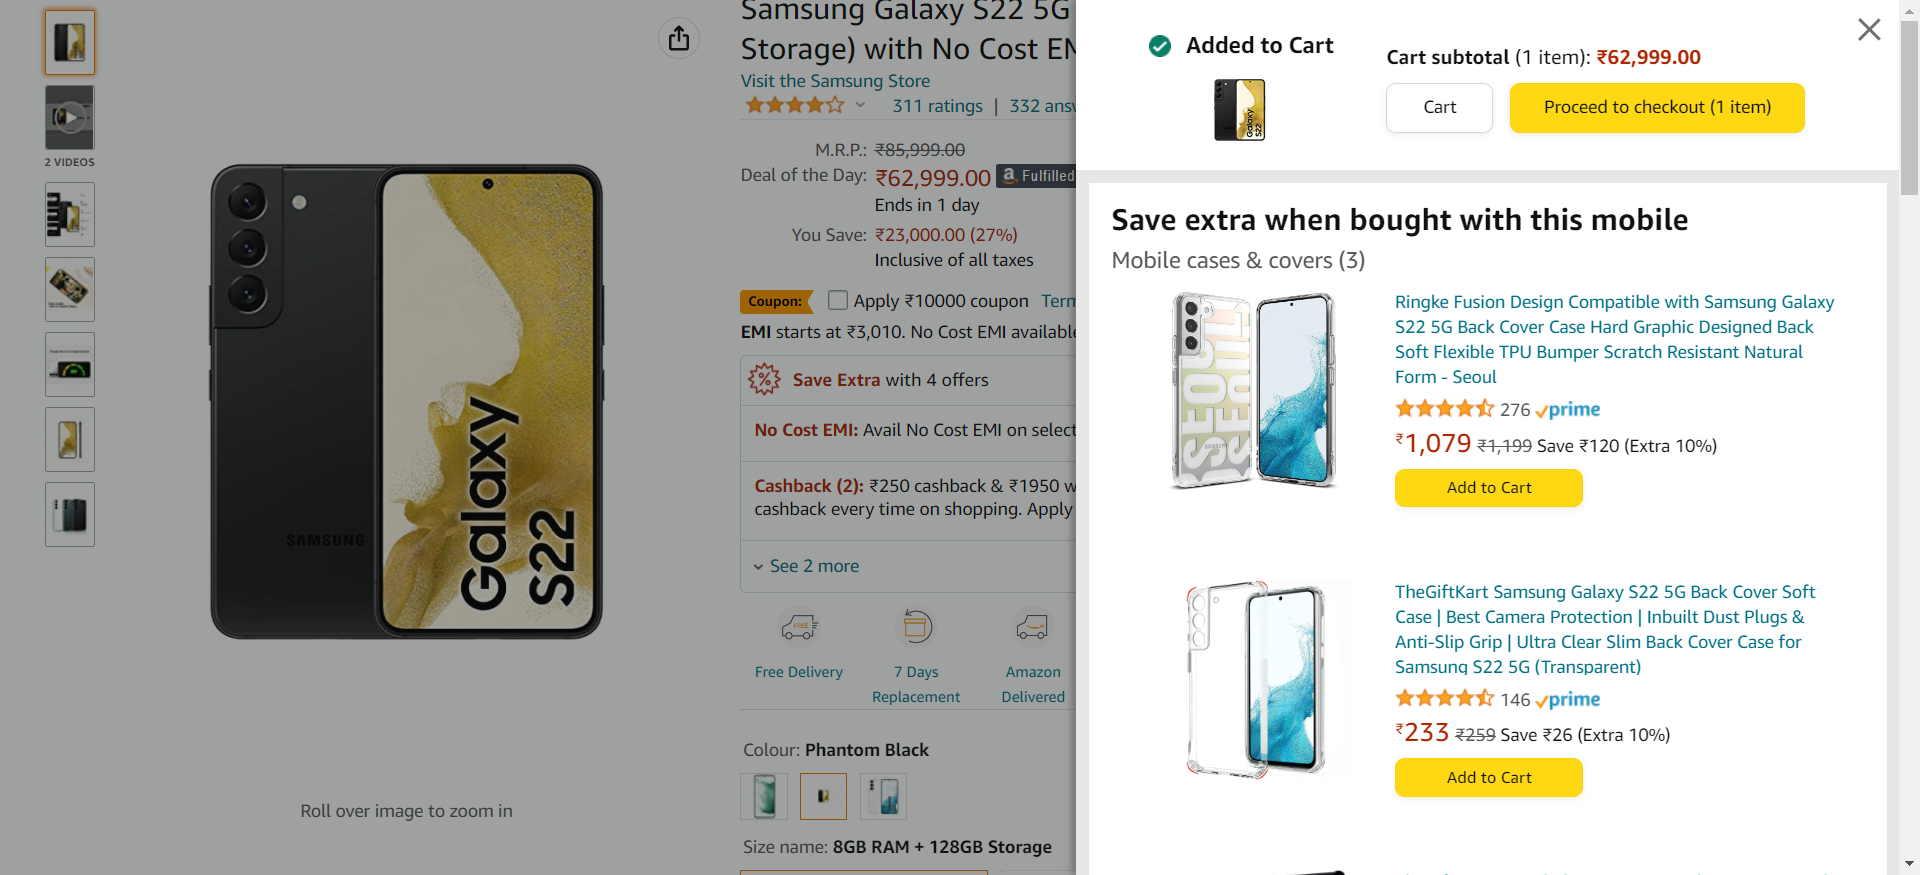 2 VIDEOS
SAMSUNG
Galaxy
S22
Roll over image to zoom in
Samsung Galaxy S22 5G
Storage) with No Cost EM
Visit the Samsung Store
311 ratings | 332 answ
M.R.P.: ₹85,999.00
Deal of the Day: ₹62,999.00 a Fulfilled
Ends in 1 day
You Save: ₹23,000.00 (27%)
Inclusive of all taxes
Coupon: Apply ₹10000 coupon Term
EMI starts at ₹3,010. No Cost EMI available
Save Extra with 4 offers
No Cost EMI: Avail No Cost EMI on select
Cashback (2): ₹250 cashback & ₹1950 w
cashback every time on shopping. Apply
See 2 more
FREE
Free Delivery
7 Days
Replacement
Amazon
Delivered
Colour: Phantom Black
Size name: 8GB RAM + 128GB Storage
Added to Cart
Galaxy
S22
Cart subtotal (1 item): ₹62,999.00
Cart
Proceed to checkout (1 item)
Save extra when bought with this mobile
Mobile cases & covers (3)
SEOUL
SEOUL
SAMSUNG
Ringke Fusion Design Compatible with Samsung Galaxy
S22 5G Back Cover Case Hard Graphic Designed Back
Soft Flexible TPU Bumper Scratch Resistant Natural
Form - Seoul
276 prime
₹1,079 ₹1,199 Save ₹120 (Extra 10%)
Add to Cart
TheGiftKart Samsung Galaxy S22 5G Back Cover Soft
Case | Best Camera Protection | Inbuilt Dust Plugs &
Anti-Slip Grip | Ultra Clear Slim Back Cover Case for
Samsung S22 5G (Transparent)
146 prime
₹233 ₹259 Save ₹26 (Extra 10%)
Add to Cart